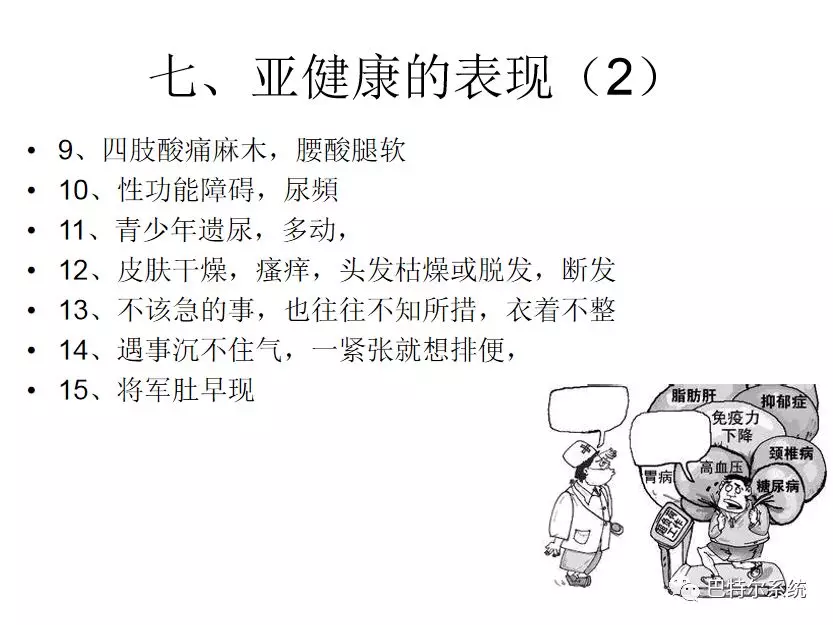 七、亚健康的表现（2）
• 9、四肢酸痛麻木，腰酸腿软
• 10、性功能障碍，尿頻
• 11、青少年遗尿，多动，
• 12、皮肤干燥，瘙痒，头发枯燥或脱发，断发
• 13、不该急的事，也往往不知所措，衣着不整
• 14、遇事沉不住气，一紧张就想排便，
• 15、将军肚早现
脂肪肝
抑郁症
免疫力
下降
颈椎病
高血压
胃病
糖尿病
超负荷
工作
巴特尔系统